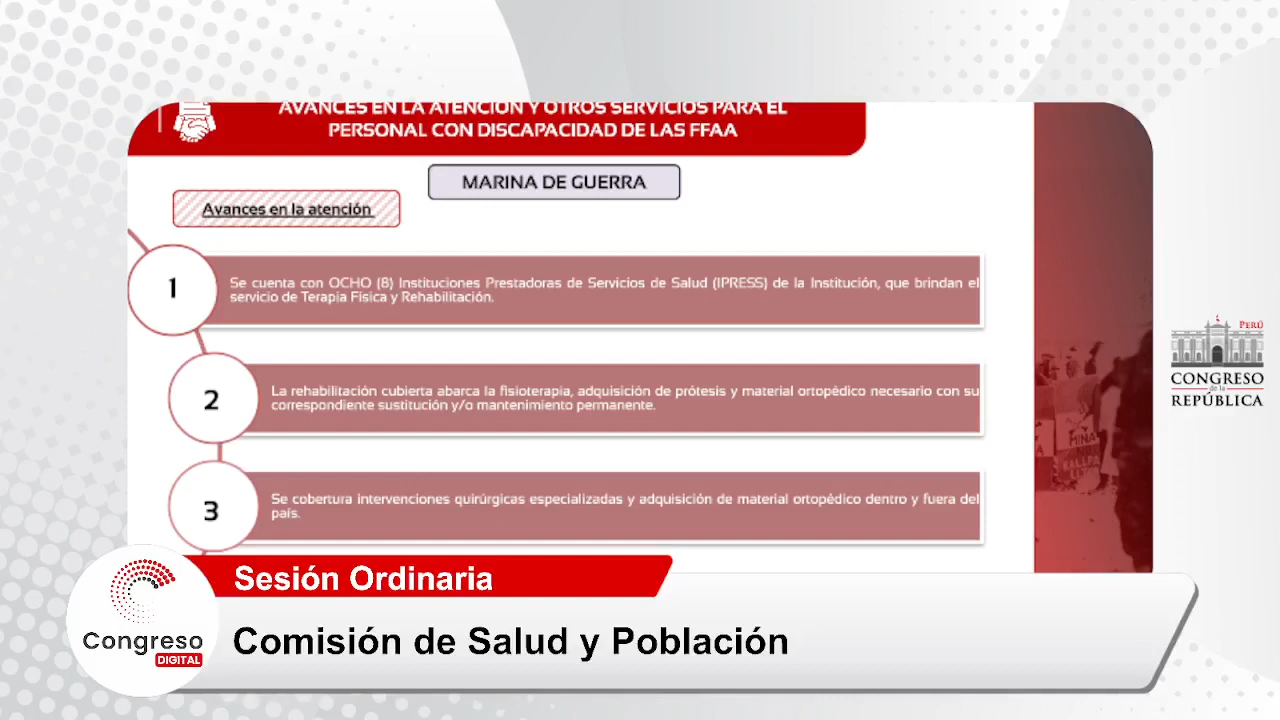 AVANCES EN LA ATENCIÓN Y OTROS SERVICIOS PARA EL
PERSONAL CON DISCAPACIDAD DE LAS FFAA
MARINA DE GUERRA
Avances en la atención
1
Se cuenta con OCHO (8) Instituciones Prestadoras de Servicios de Salud (IPRESS) de la Institución, que brindan el
servicio de Terapia Física y Rehabilitación.
2
La rehabilitación cubierta abarca la fisioterapia, adquisición de prótesis y material ortopédico necesario con su
correspondiente sustitución y/o mantenimiento permanente.
3
Se cobertura intervenciones quirúrgicas especializadas y adquisición de material ortopédico dentro y fuera del
país.
MINA
PERÚ
CONGRESO
de la
REPÚBLICA
Sesión Ordinaria
Comisión de Salud y Población
Congreso
DIGITAL